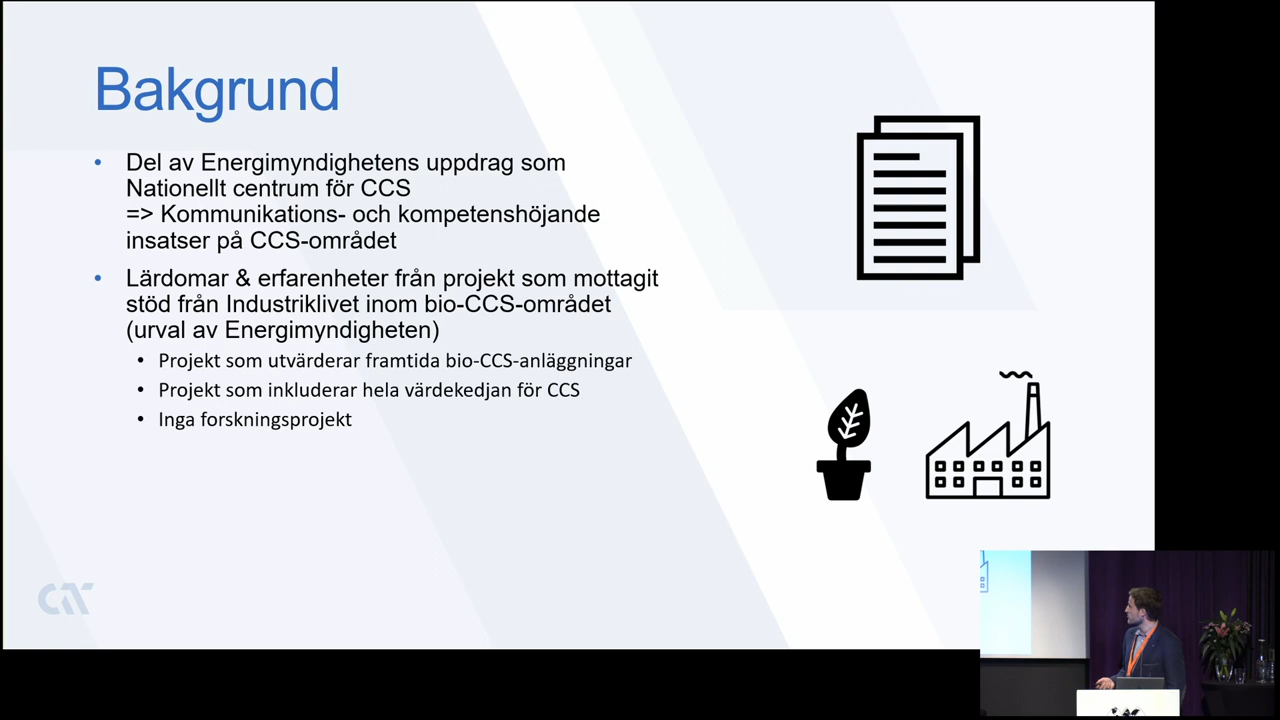 Bakgrund
• Del av Energimyndighetens uppdrag som
Nationellt centrum för CCS
=> Kommunikations- och kompetenshöjande
insatser på CCS-området
• Lärdomar & erfarenheter från projekt som mottagit
stöd från Industriklivet inom bio-CCS-området
(urval av Energimyndigheten)
• Projekt som utvärderar framtida bio-CCS-anläggningar
• Projekt som inkluderar hela värdekedjan för CCS
• Inga forskningsprojekt